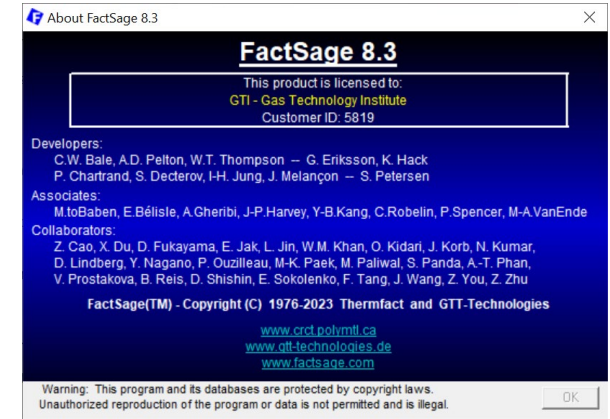 About FactSage 8.3
FactSage 8.3
This product is licensed to:
GTI - Gas Technology Institute
Customer ID: 5819
Developers:
C.W. Bale, A.D. Pelton, W.T. Thompson -- G. Eriksson, K. Hack
P. Chartrand, S. Decterov, I-H. Jung, J. Melançon -- S. Petersen
Associates:
M.toBaben, E.Bélisle, A.Gheribi, J-P.Harvey, Y-B.Kang, C.Robelin, P.Spencer, M-A.VanEnde
Collaborators:
Z. Cao, X. Du, D. Fukayama, E. Jak, L. Jin, W.M. Khan, O. Kidari, J. Korb, N. Kumar,
D. Lindberg, Y. Nagano, P. Ouzilleau, M-K. Paek, M. Paliwal, S. Panda, A.-T. Phan,
V. Prostakova, B. Reis, D. Shishin, E. Sokolenko, F. Tang, J. Wang, Z. You, Z. Zhu
FactSage(TM) - Copyright (C) 1976-2023 Thermfact and GTT-Technologies
www.crct.polymtl.ca
www.gtt-technologies.de
www.factsage.com
Warning: This program and its databases are protected by copyright laws.
Unauthorized reproduction of the program or data is not permitted and is illegal.
OK